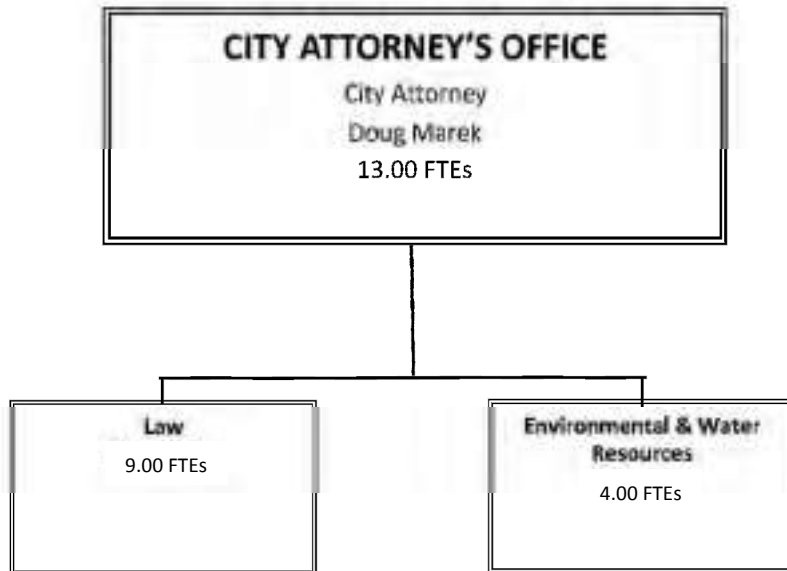 CITY ATTORNEY'S OFFICE
City Attorney
Doug Marek
13.00 FTEs
Law
9.00 FTEs
Environmental & Water
Resources
4.00 FTEs